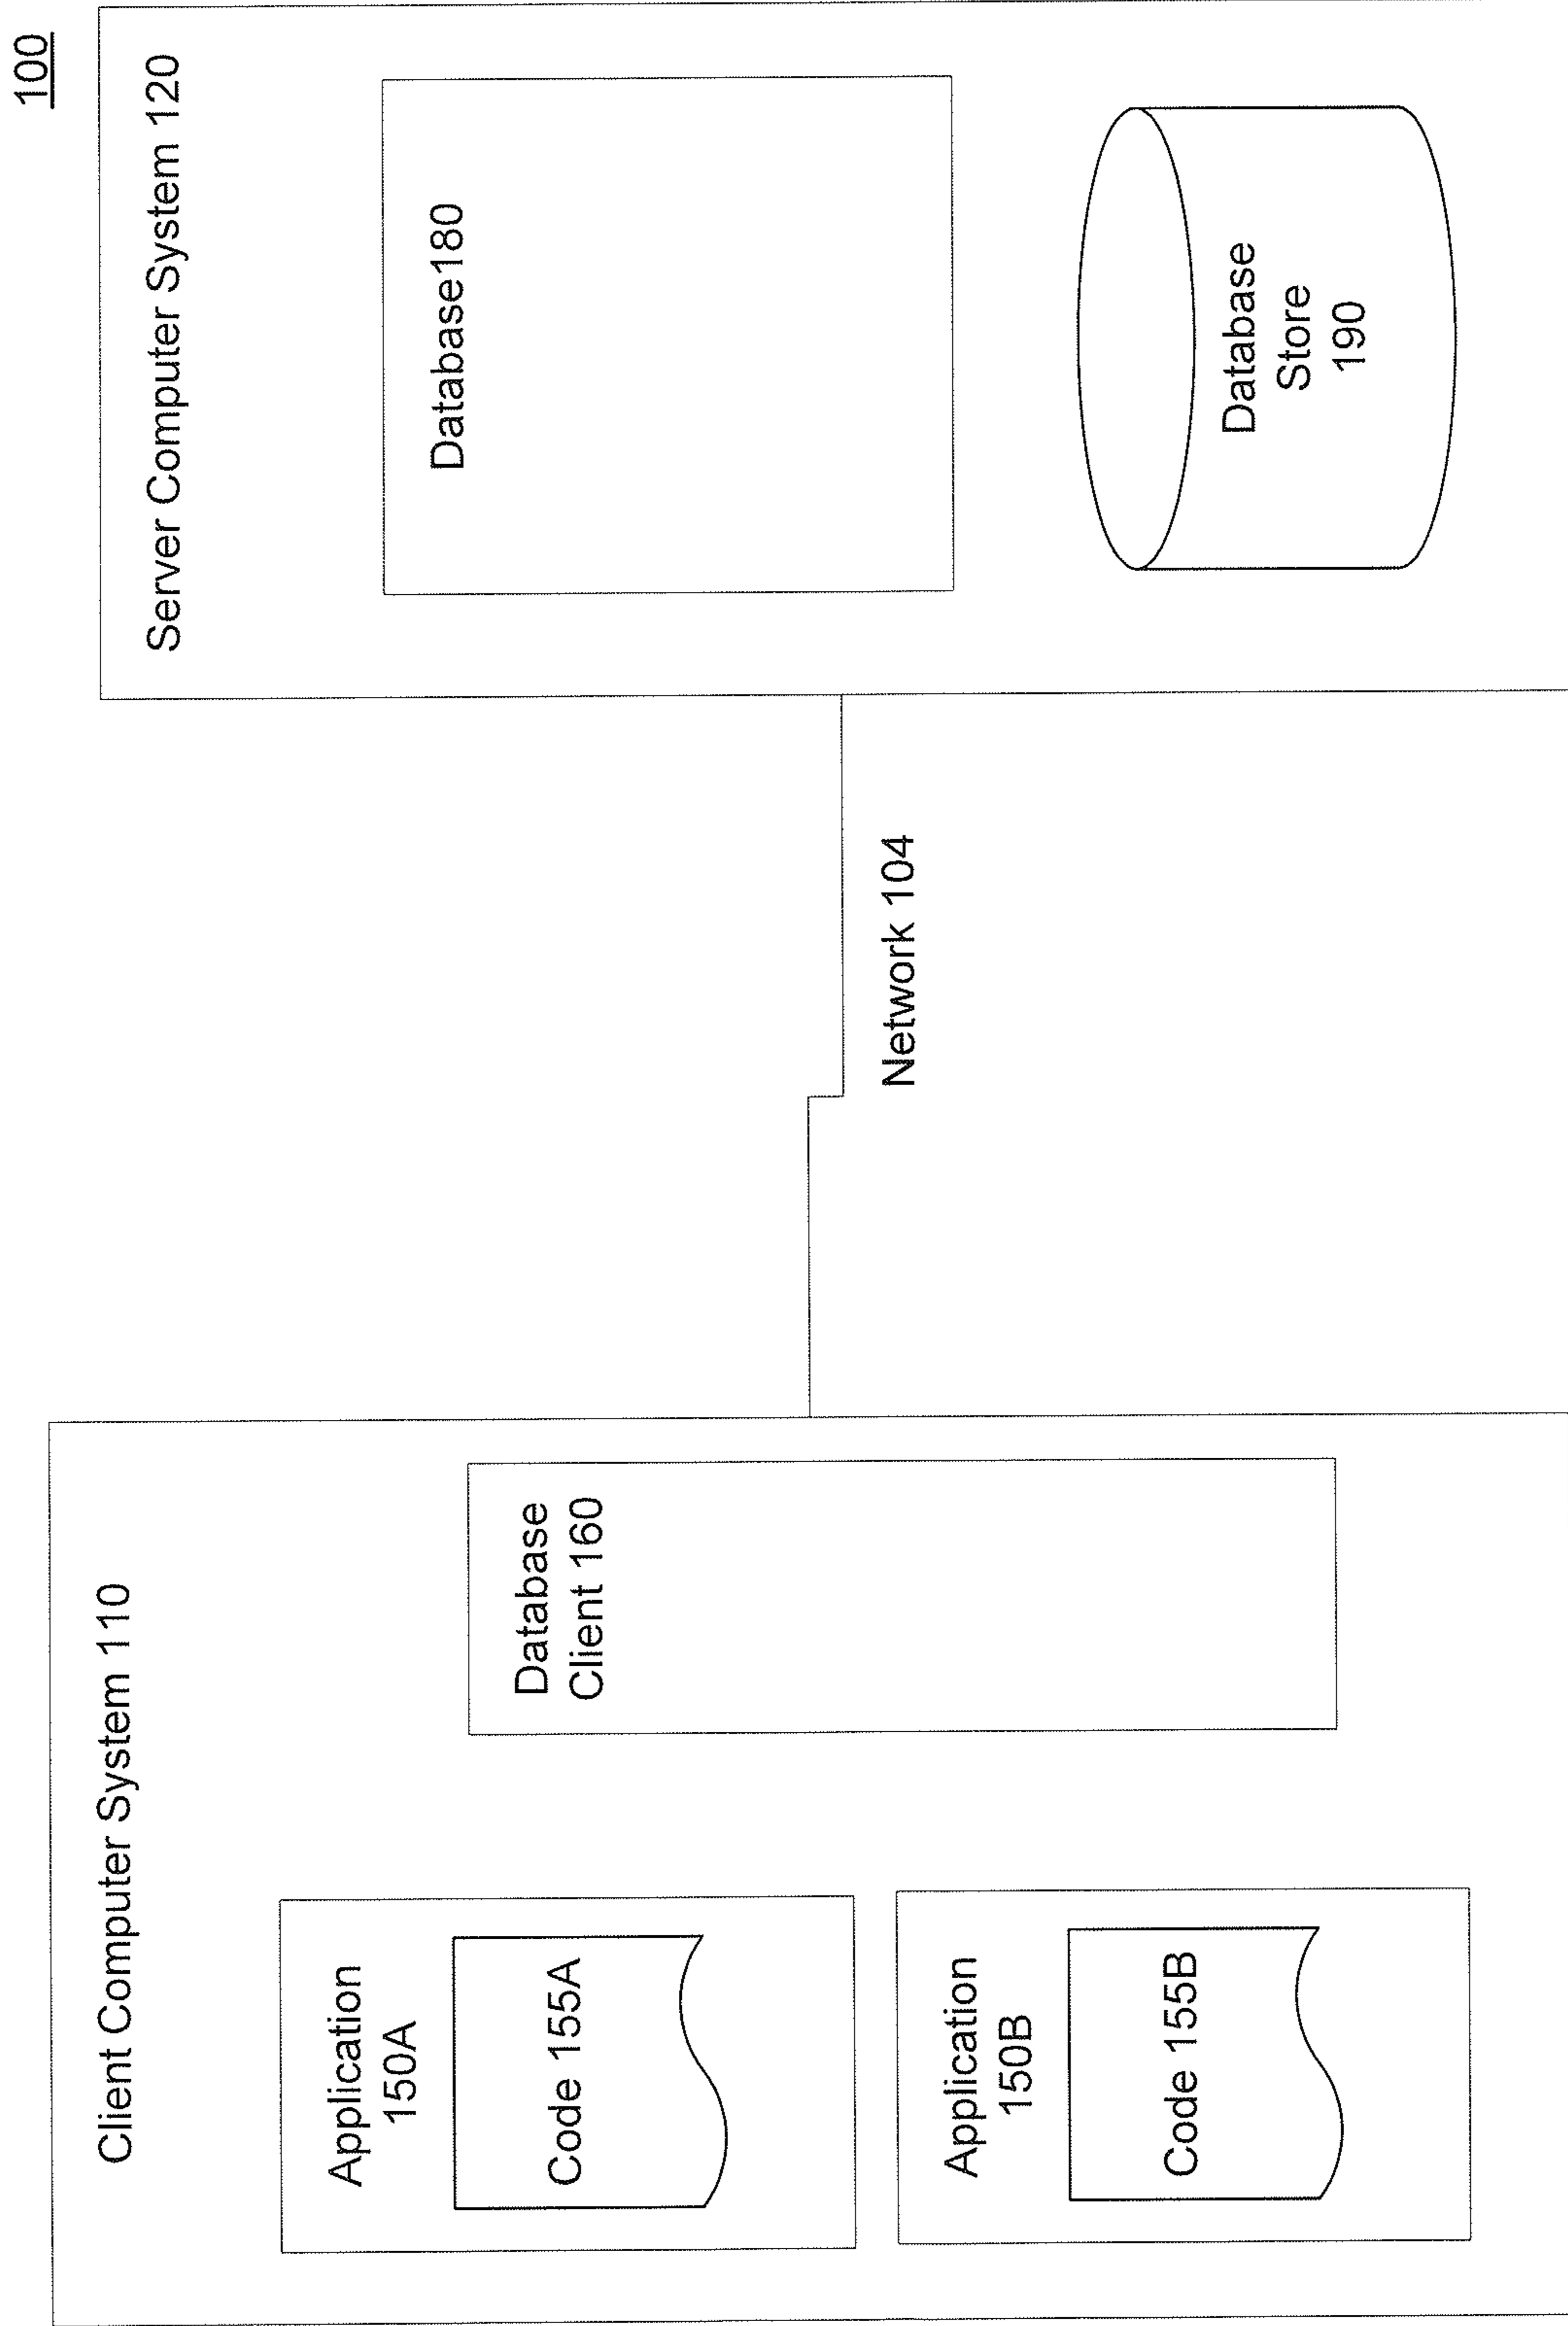 100
Client Computer System 110
Application
150A
Code 155A
Application
150B
Code 155B
Database
Client 160
Network 104
Server Computer System 120
Database180
Database
Store
190